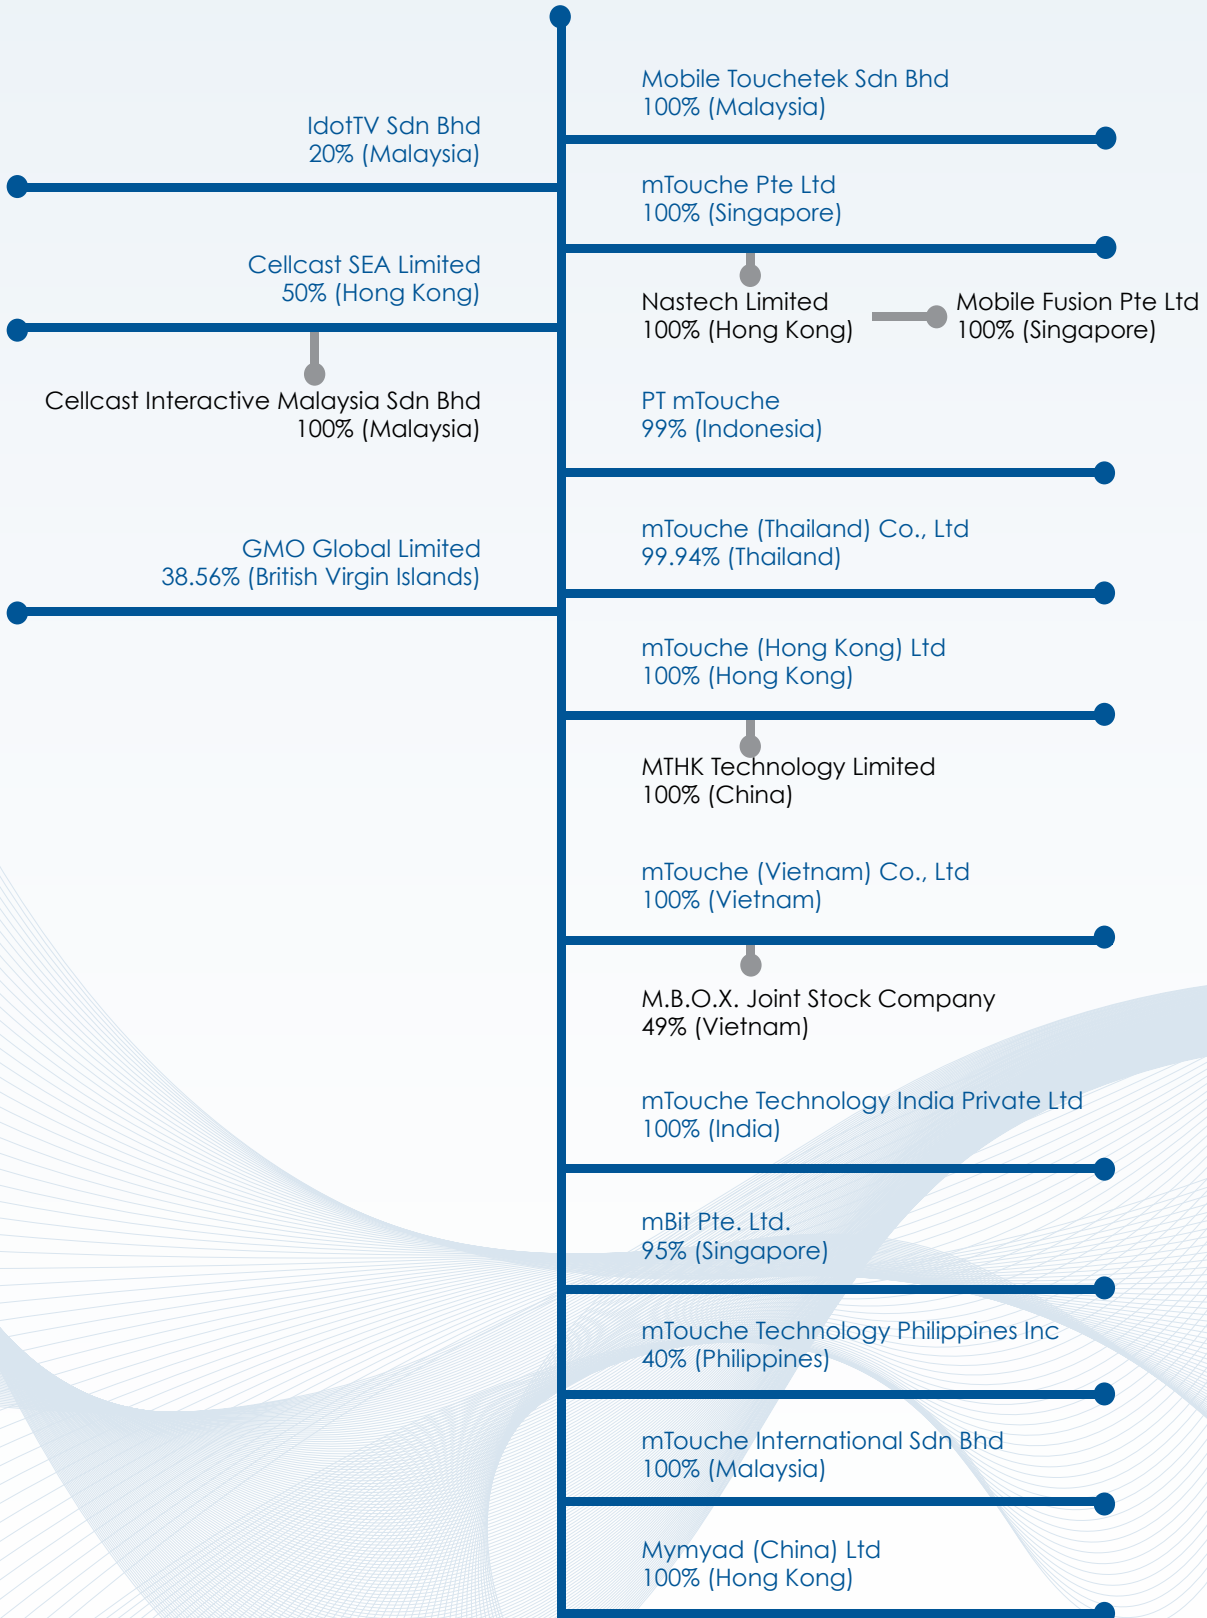 IdotTV Sdn Bhd
20% (Malaysia)
Cellcast SEA Limited
50% (Hong Kong)
Cellcast Interactive Malaysia Sdn Bhd
100% (Malaysia)
GMO Global Limited
38.56% (British Virgin Islands)
Mobile Touchetek Sdn Bhd
100% (Malaysia)
mTouche Pte Ltd
100% (Singapore)
Nastech Limited
100% (Hong Kong)
Mobile Fusion Pte Ltd
100% (Singapore)
PT mTouche
99% (Indonesia)
mTouche (Thailand) Co., Ltd
99.94% (Thailand)
mTouche (Hong Kong) Ltd
100% (Hong Kong)
MTHK Technology Limited
100% (China)
mTouche (Vietnam) Co., Ltd
100% (Vietnam)
M.B.O.X. Joint Stock Company
49% (Vietnam)
mTouche Technology India Private Ltd
100% (India)
mBit Pte. Ltd.
95% (Singapore)
mTouche Technology Philippines Inc
40% (Philippines)
mTouche International Sdn Bhd
100% (Malaysia)
Mymyad (China) Ltd
100% (Hong Kong)